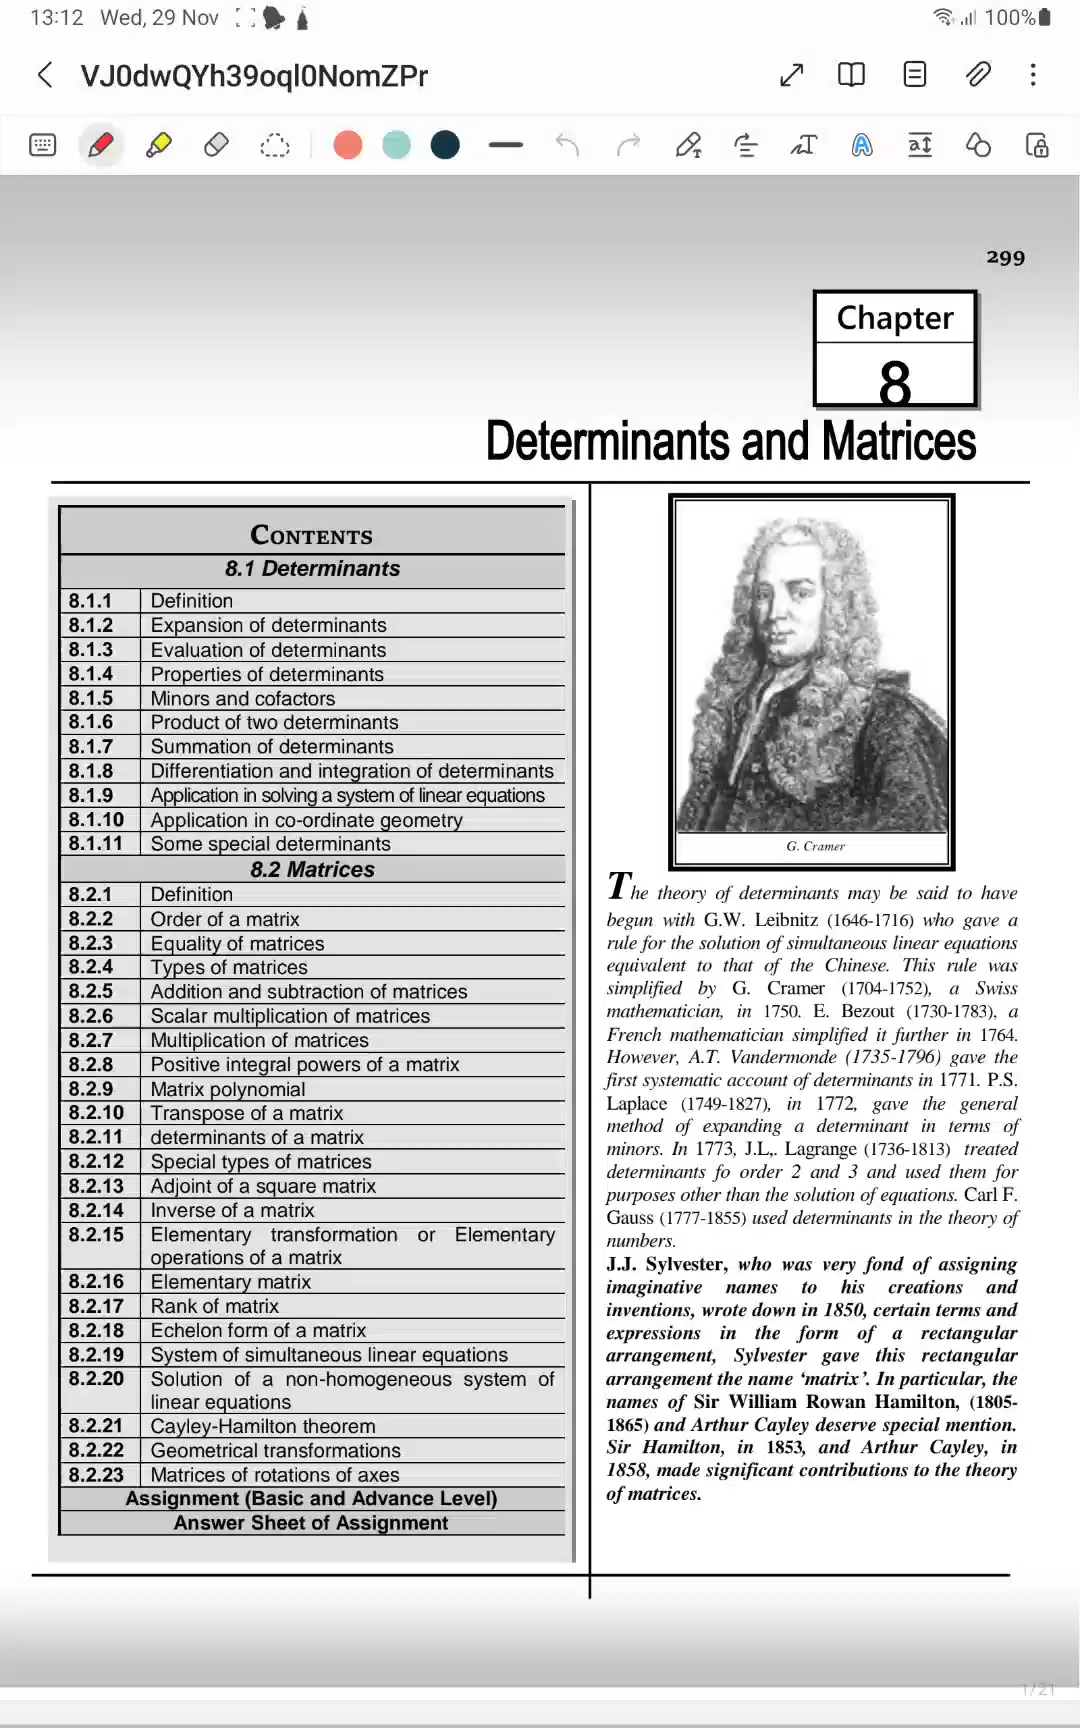 13:12 Wed, 29 Nov 100%
VJ0dwQYh39oql0NomZPr
299
Chapter
8
Determinants and Matrices
CONTENTS
8.1 Determinants
8.1.1 Definition
8.1.2 Expansion of determinants
8.1.3 Evaluation of determinants
8.1.4 Properties of determinants
8.1.5 Minors and cofactors
8.1.6 Product of two determinants
8.1.7 Summation of determinants
8.1.8 Differentiation and integration of determinants
8.1.9 Application in solving a system of linear equations
8.1.10 Application in co-ordinate geometry
8.1.11 Some special determinants
8.2 Matrices
8.2.1 Definition
8.2.2 Order of a matrix
8.2.3 Equality of matrices
8.2.4 Types of matrices
8.2.5 Addition and subtraction of matrices
8.2.6 Scalar multiplication of matrices
8.2.7 Multiplication of matrices
8.2.8 Positive integral powers of a matrix
8.2.9 Matrix polynomial
8.2.10 Transpose of a matrix
8.2.11 determinants of a matrix
8.2.12 Special types of matrices
8.2.13 Adjoint of a square matrix
8.2.14 Inverse of a matrix
8.2.15 Elementary transformation or Elementary
operations of a matrix
8.2.16 Elementary matrix
8.2.17 Rank of matrix
8.2.18 Echelon form of a matrix
8.2.19 System of simultaneous linear equations
8.2.20 Solution of a non-homogeneous system of
linear equations
8.2.21 Cayley-Hamilton theorem
8.2.22 Geometrical transformations
8.2.23 Matrices of rotations of axes
Assignment (Basic and Advance Level)
Answer Sheet of Assignment
G. Cramer
The theory of determinants may be said to have
begun with G.W. Leibnitz (1646-1716) who gave a
rule for the solution of simultaneous linear equations
equivalent to that of the Chinese. This rule was
simplified by G. Cramer (1704-1752), a Swiss
mathematician, in 1750. E. Bezout (1730-1783), a
French mathematician simplified it further in 1764.
However, A.T. Vandermonde (1735-1796) gave the
first systematic account of determinants in 1771. P.S.
Laplace (1749-1827), in 1772, gave the general
method of expanding a determinant in terms of
minors. In 1773, J.L,. Lagrange (1736-1813) treated
determinants fo order 2 and 3 and used them for
purposes other than the solution of equations. Carl F.
Gauss (1777-1855) used determinants in the theory of
numbers.
J.J. Sylvester, who was very fond of assigning
imaginative names to his creations and
inventions, wrote down in 1850, certain terms and
expressions in the form of a rectangular
arrangement, Sylvester gave this rectangular
arrangement the name ‘matrix’. In particular, the
names of Sir William Rowan Hamilton, (1805-
1865) and Arthur Cayley deserve special mention.
Sir Hamilton, in 1853, and Arthur Cayley, in
1858, made significant contributions to the theory
of matrices.
1/21